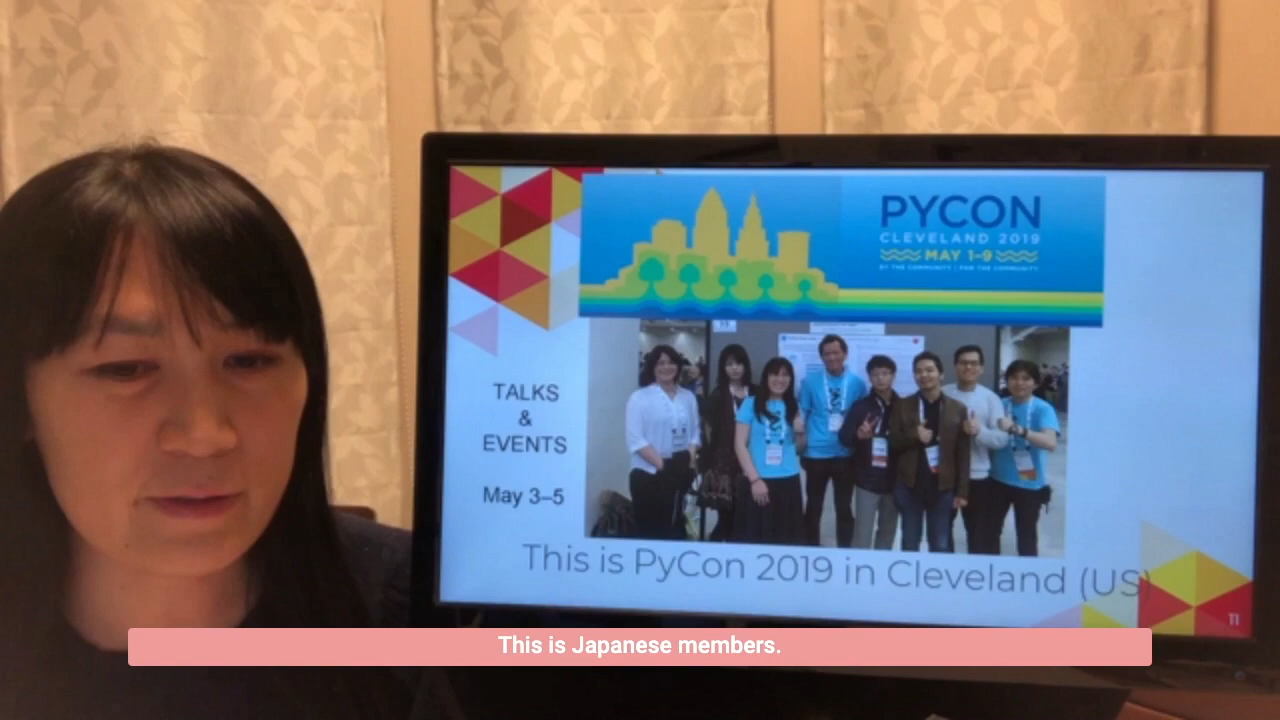 PYCON
CLEVELAND 2019
MAY 1-9
BY THE COMMUNITY | FOR THE COMMUNITY
TALKS
&
EVENTS
May 3–5
This is PyCon 2019 in Cleveland (US)
11
This is Japanese members.